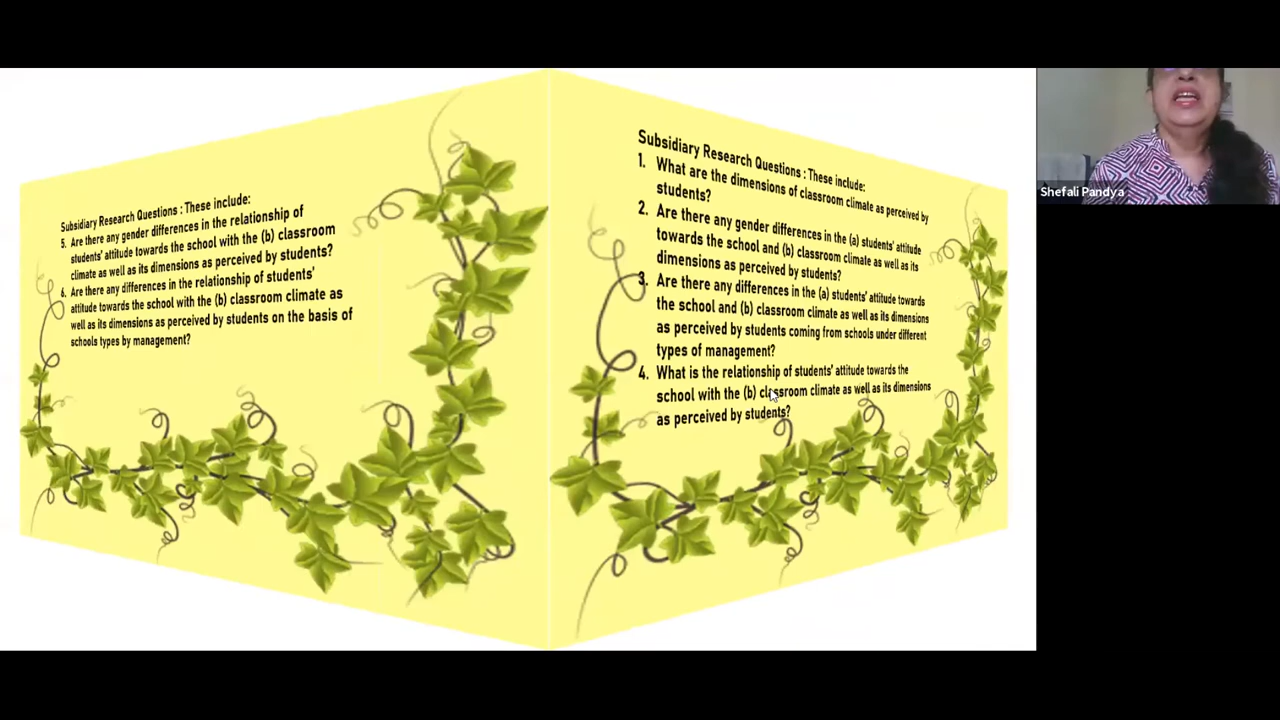 Subsidiary Research Questions : These include:
5. Are there any gender differences in the relationship of
students' attitude towards the school with the (b) classroom
climate as well as its dimensions as perceived by students?
6. Are there any differences in the relationship of students'
attitude towards the school with the (b) classroom climate as
well as its dimensions as perceived by students on the basis of
schools types by management?
Subsidiary Research Questions : These include:
1. What are the dimensions of classroom climate as perceived by
students?
2. Are there any gender differences in the (a) students' attitude
towards the school and (b) classroom climate as well as its
dimensions as perceived by students?
3. Are there any differences in the (a) students' attitude towards
the school and (b) classroom climate as well as its dimensions
as perceived by students coming from schools under different
types of management?
4. What is the relationship of students' attitude towards the
school with the (b) classroom climate as well as its dimensions
as perceived by students?
Shefali Pandya